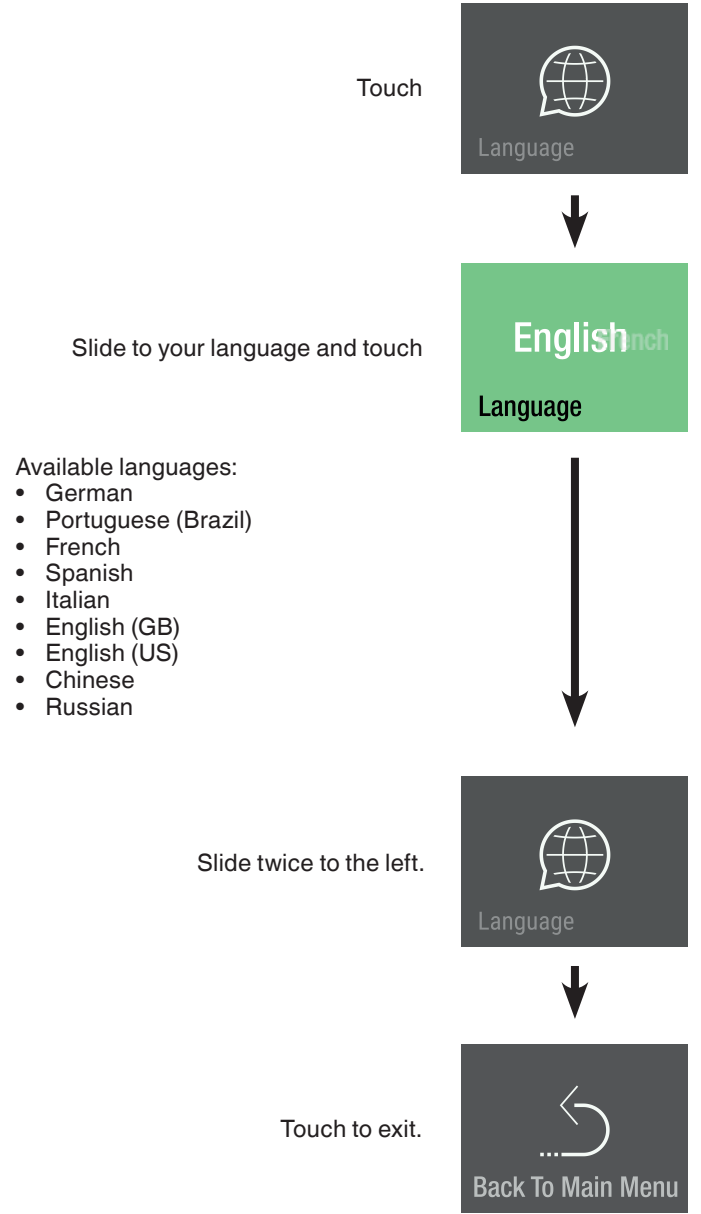 Touch
Language
Slide to your language and touch
English
French
Language
Available languages:
• German
• Portuguese (Brazil)
• French
• Spanish
• Italian
• English (GB)
• English (US)
• Chinese
• Russian
Slide twice to the left.
Language
Touch to exit.
Back To Main Menu